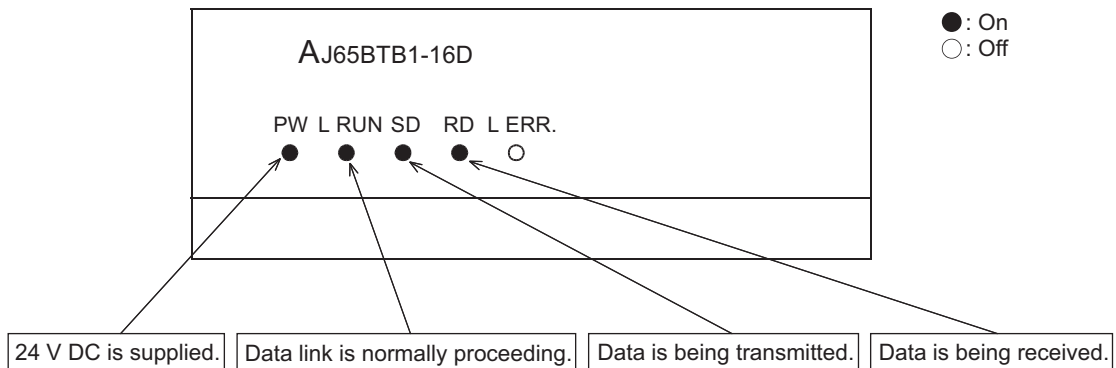 AJ65BTB1-16D
●: On
○: Off
PW L RUN SD RD L ERR.
24 V DC is supplied.
Data link is normally proceeding.
Data is being transmitted.
Data is being received.